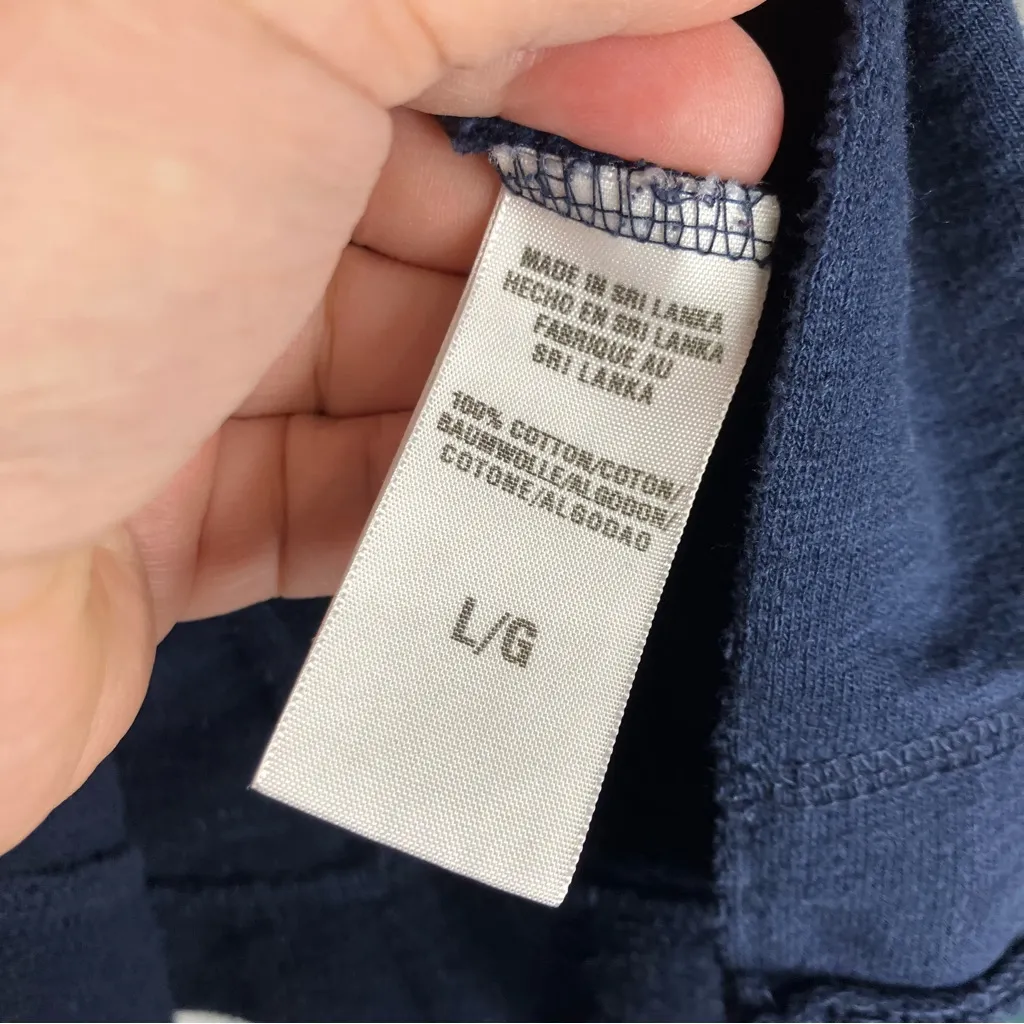 MADE IN SRI LANKA
HECHO EN SRI LANKA
FABRIQUE AU
SRI LANKA
100% COTTON/COTON/
BAUMWOLLE/ALGODON/
COTONE/ALGODAO
L/G